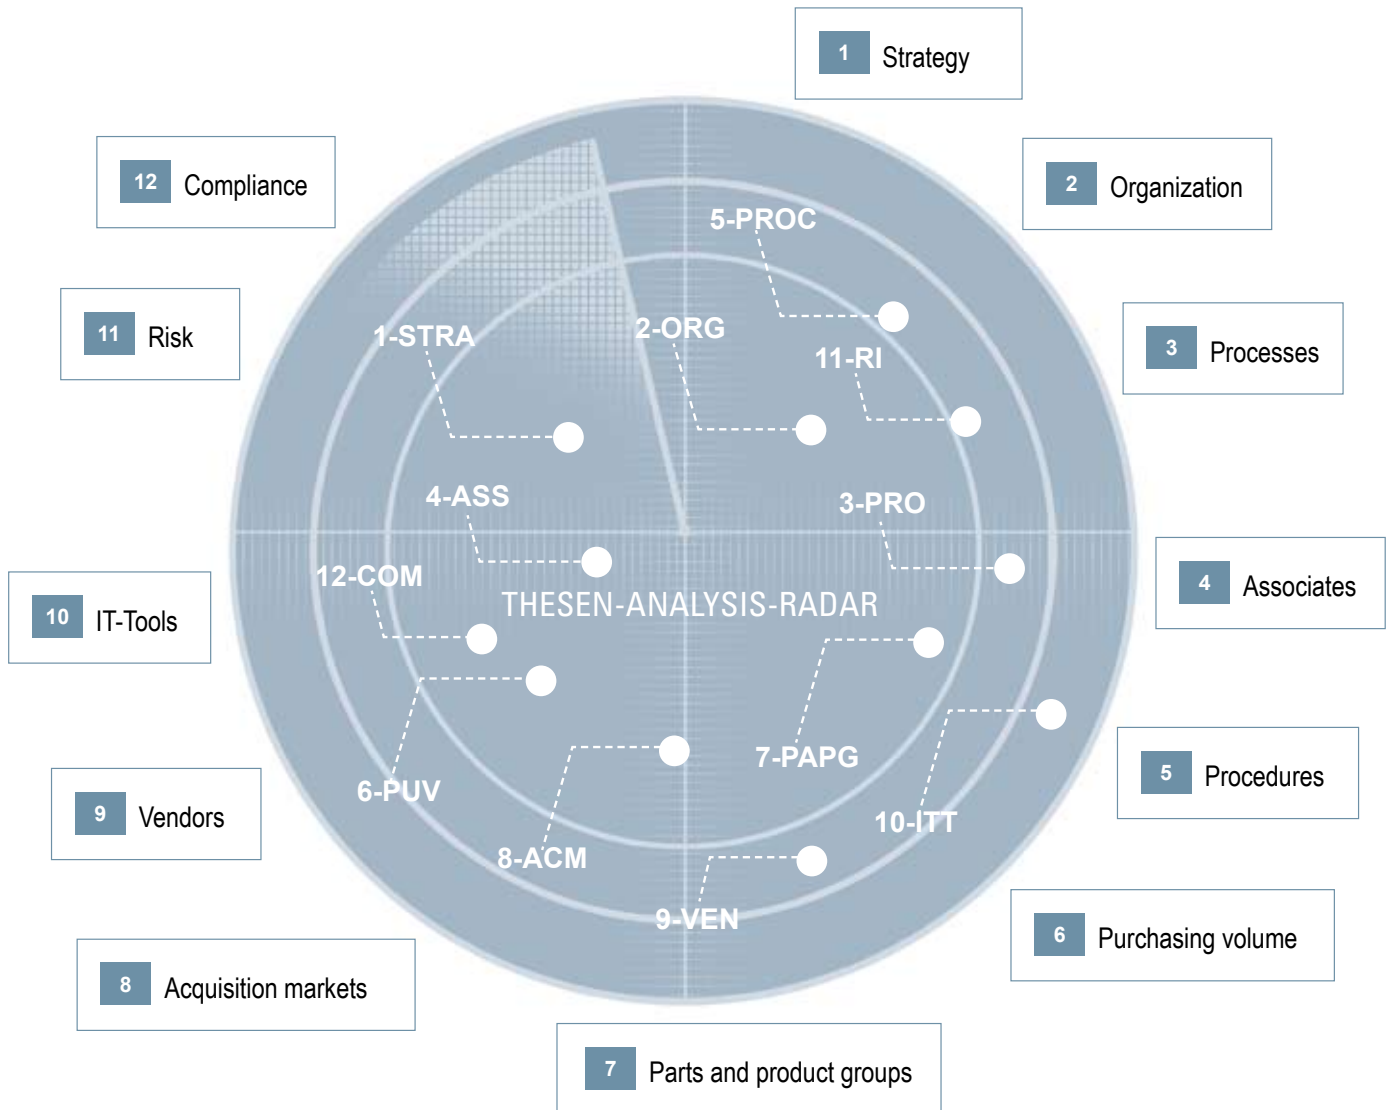 1 Strategy
12 Compliance
2 Organization
5-PROC
11 Risk
1-STRA
2-ORG
11-RI
3 Processes
4-ASS
3-PRO
12-COM
THESEN-ANALYSIS-RADAR
4 Associates
10 IT-Tools
7-PAPG
5 Procedures
6-PUV
9 Vendors
10-ITT
8-ACM
9-VEN
6 Purchasing volume
8 Acquisition markets
7 Parts and product groups